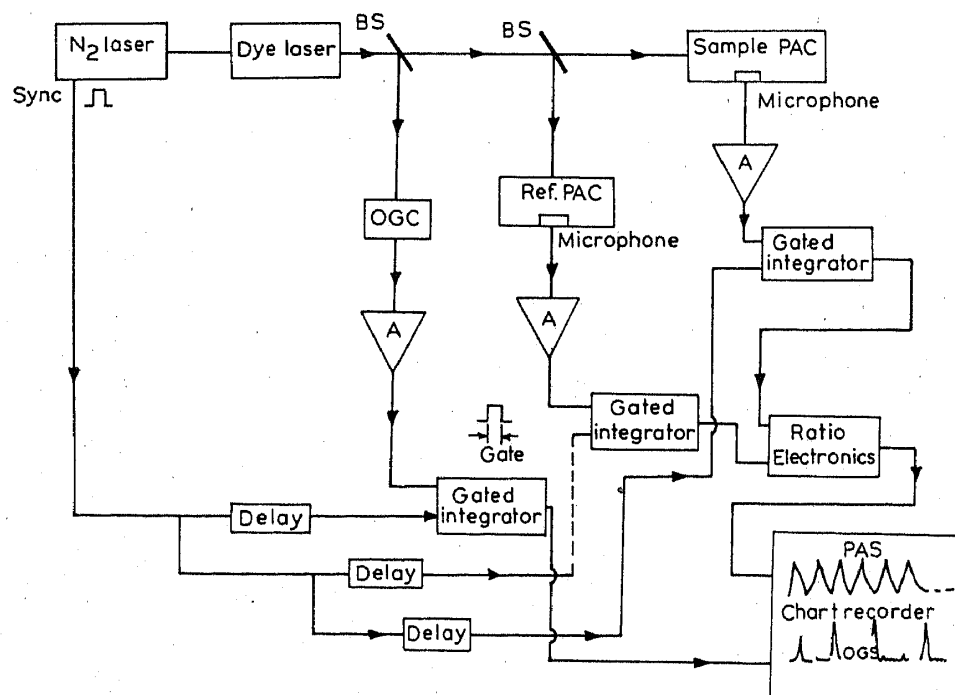 BS
BS
N2 laser
Dye laser
Sample PAC
Sync
Microphone
A
Ref. PAC
OGC
Microphone
Gated
integrator
A
A
Gated
integrator
Ratio
Electronics
Gate
Gated
integrator
Delay
PAS
Delay
Chart recorder
Delay
OGS